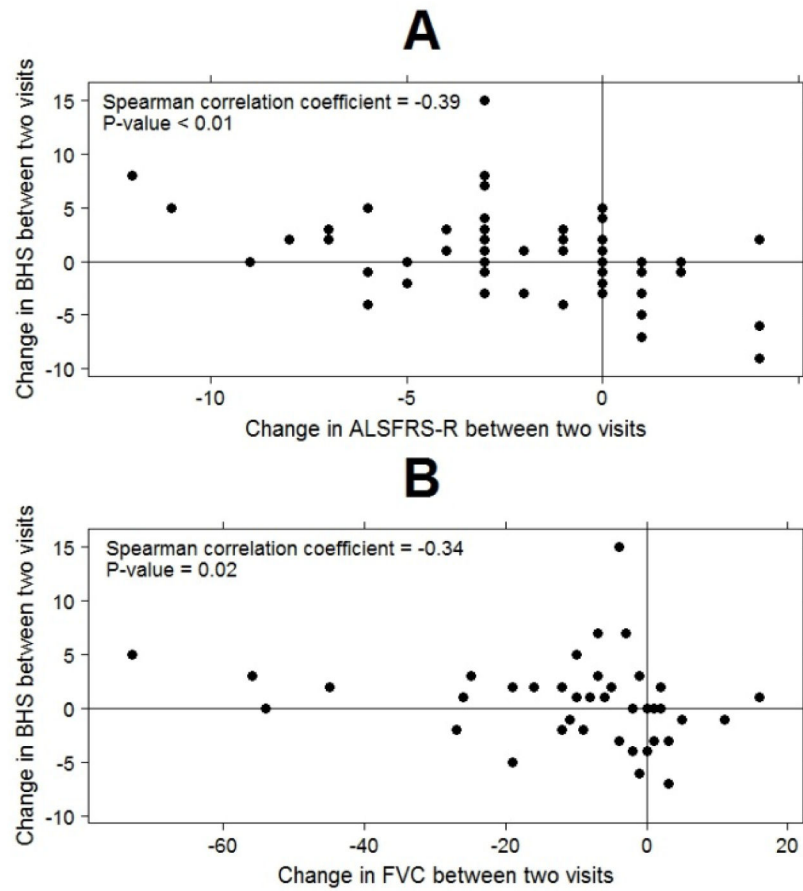 A
Spearman correlation coefficient = -0.39
P-value < 0.01
Change in BHS between two visits
15
10
5
0
-5
-10
-10
-5
0
Change in ALSFRS-R between two visits
B
Spearman correlation coefficient = -0.34
P-value = 0.02
Change in BHS between two visits
15
10
5
0
-5
-10
-60
-40
-20
0
20
Change in FVC between two visits